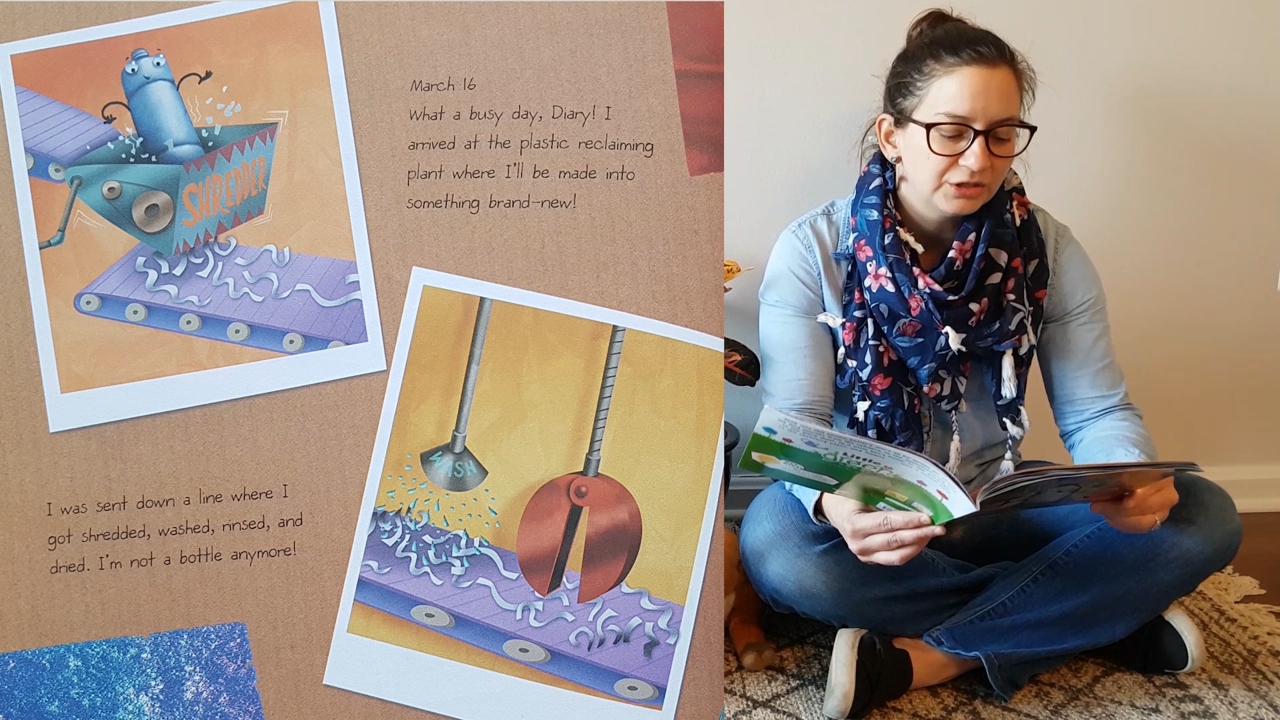 SHREDDER
March 16
What a busy day, Diary! I
arrived at the plastic reclaiming
plant where I'll be made into
something brand-new!
WASH
I was sent down a line where I
got shredded, washed, rinsed, and
dried. I'm not a bottle anymore!